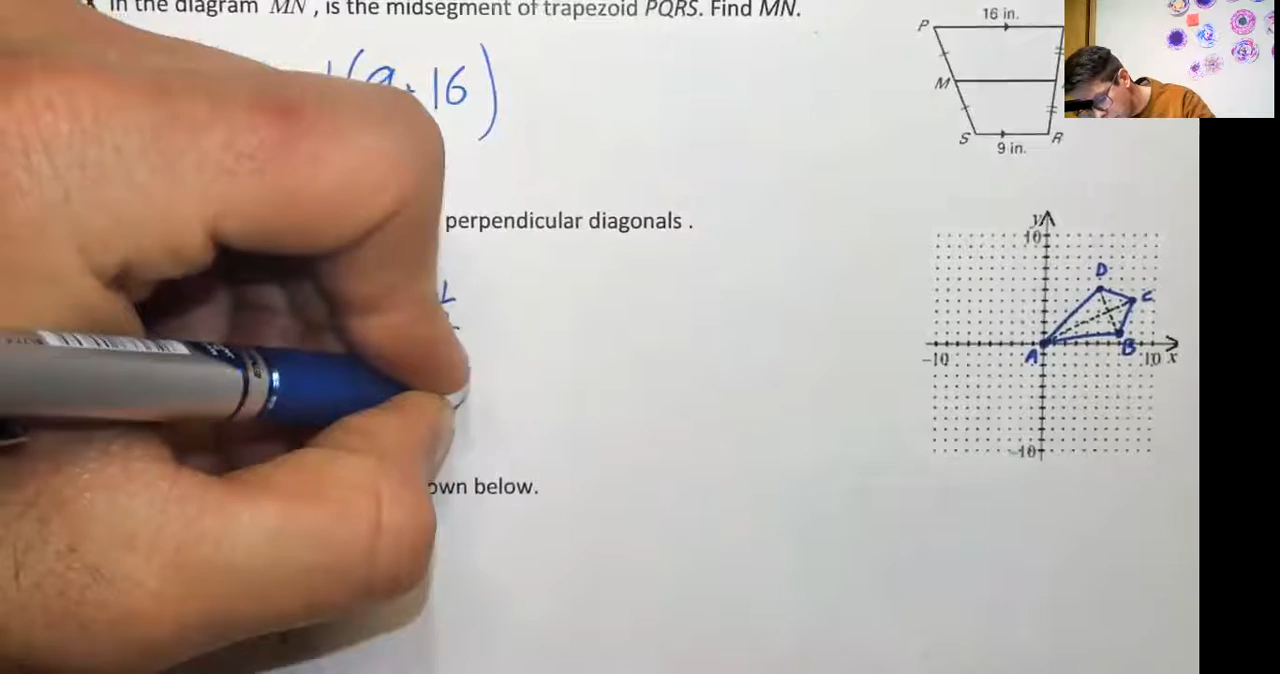 in the diagram MN , is the midsegment of trapezoid PQRS. Find MN.
(9+16)
perpendicular diagonals .
own below.
P
16 in.
M
S
R
9 in.
y
10
D
C
-10
A
B
10 x
-10